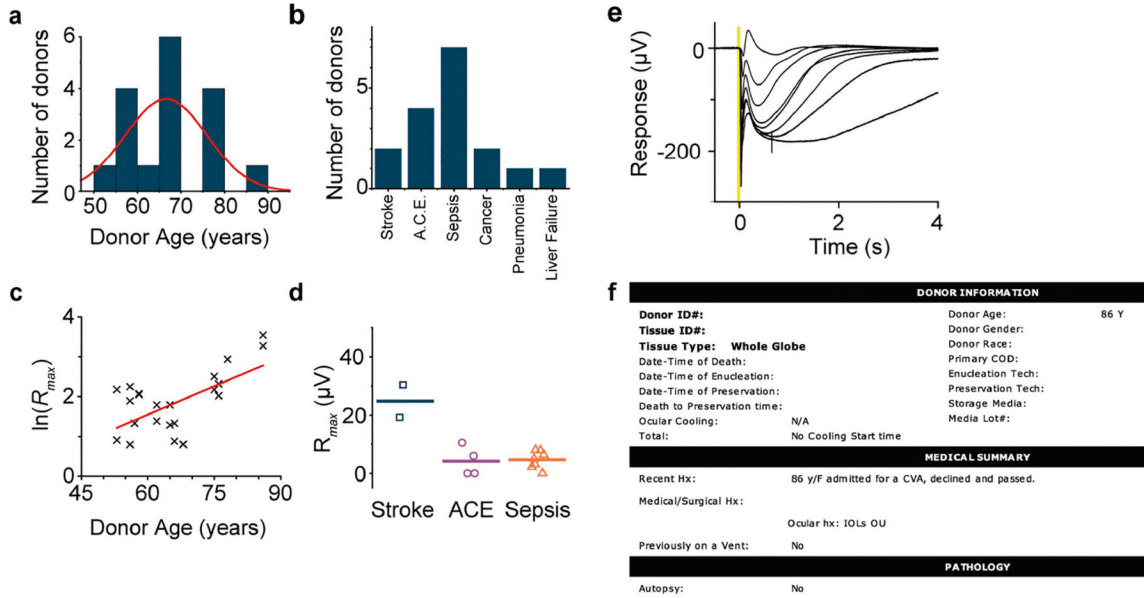 a
Number of donors
6
4
2
0
50 60 70 80 90
Donor Age (years)
b
Number of donors
5
0
Stroke
A.C.E.
Sepsis
Cancer
Pneumonia
Liver Failure
c
ln(Rmax)
4
2
0
45 60 75 90
Donor Age (years)
d
Rmax (µV)
40
20
0
Stroke ACE Sepsis
e
Response (µV)
0
-200
0 2 4
Time (s)
f
DONOR INFORMATION
Donor ID#: Donor Age: 86 Y
Tissue ID#: Donor Gender:
Tissue Type: Whole Globe Donor Race:
Date-Time of Death: Primary COD:
Date-Time of Enucleation: Enucleation Tech:
Date-Time of Preservation: Preservation Tech:
Death to Preservation time: Storage Media:
Ocular Cooling: N/A Media Lot#:
Total: No Cooling Start time
MEDICAL SUMMARY
Recent Hx: 86 y/F admitted for a CVA, declined and passed.
Medical/Surgical Hx:
Ocular hx: IOLs OU
Previously on a Vent: No
PATHOLOGY
Autopsy: No